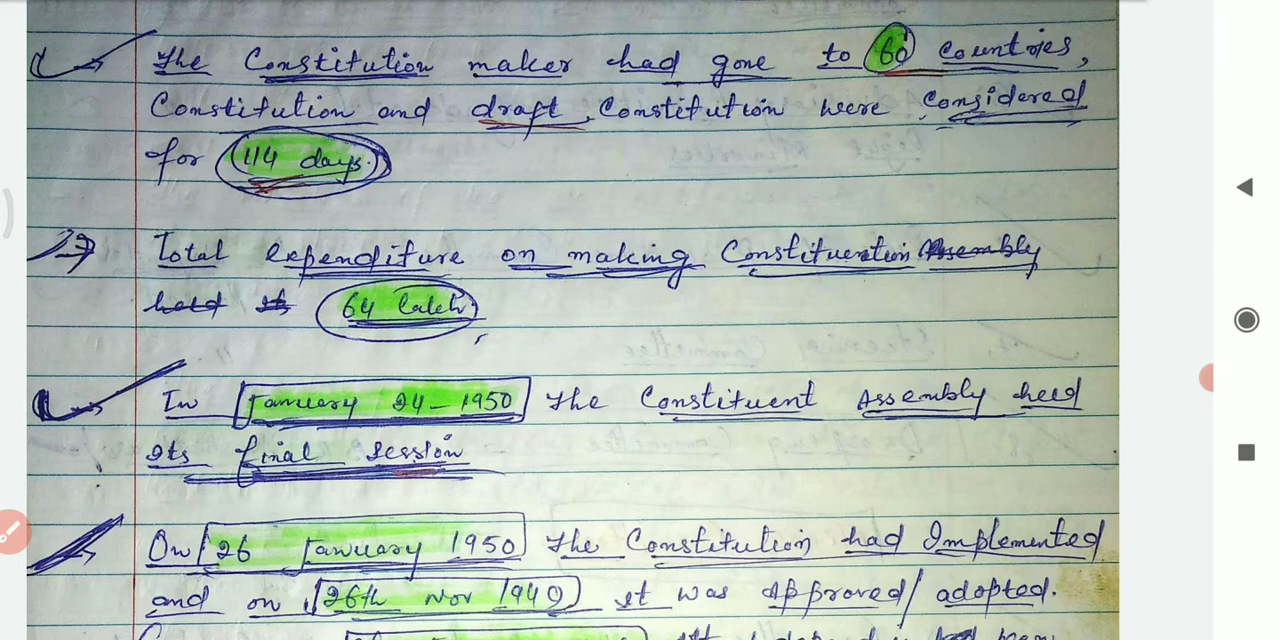 The Constitution maker had gone to 60 Countries,
Constitution and draft Constitution were Considered
for 114 days.
Total expenditure on making Constituention Assembly
held its 64 lakh,
In January 24-1950 The Constituent Assembly held
Its final session
On 26 January 1950 The Constitution had Implemented
and on 26th Nov 1949 it was Approved/adopted.